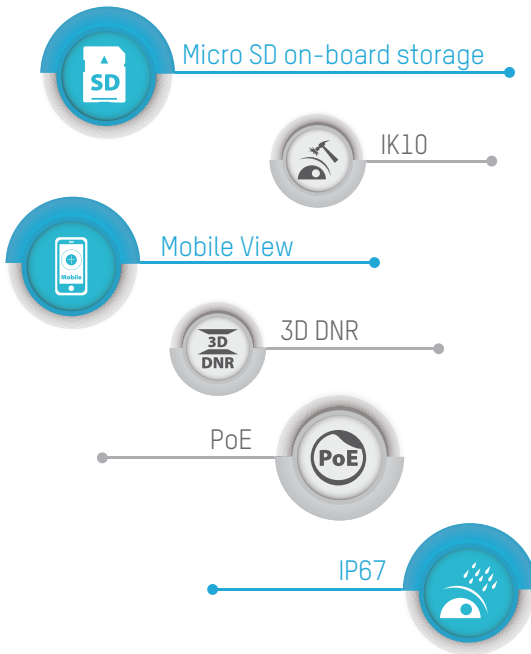 SD
Micro SD on-board storage
IK10
Mobile
Mobile View
3D
DNR
3D DNR
PoE
PoE
IP67